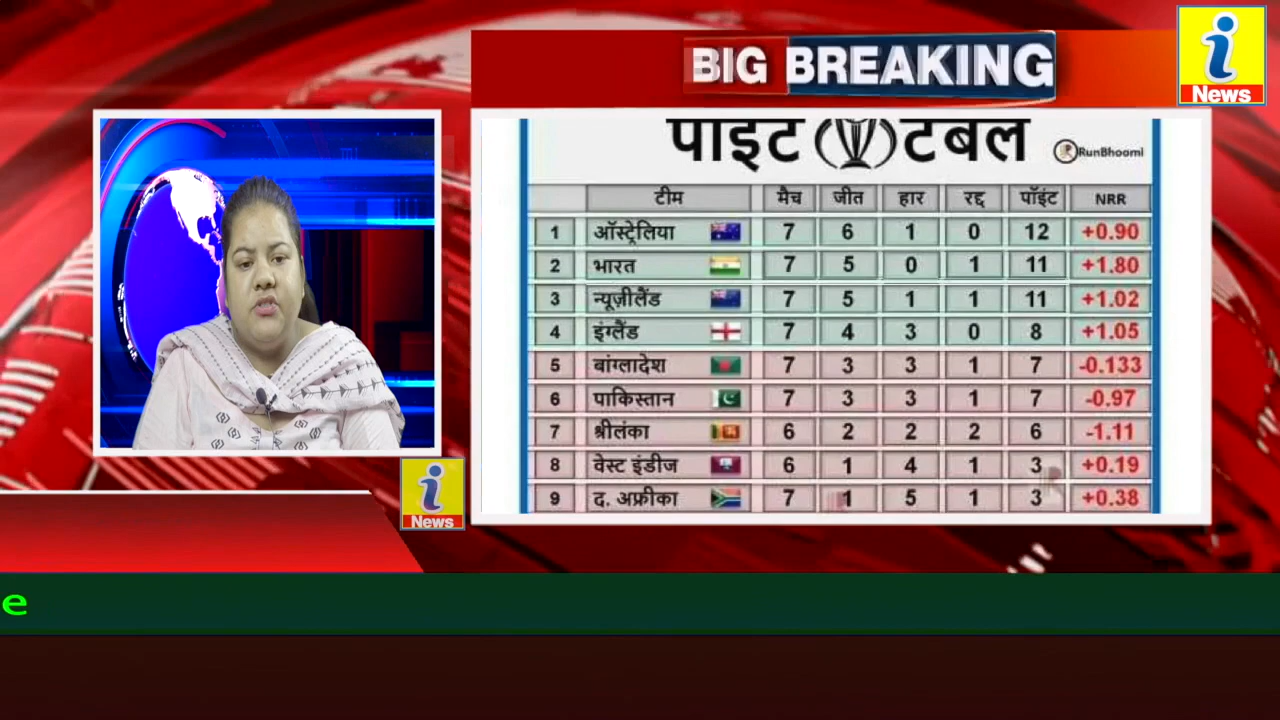 BIG BREAKING
i
News
पॉइंट टेबल
RunBhoomi
टीम मैच जीत हार रद्द पॉइंट NRR
1 ऑस्ट्रेलिया 7 6 1 0 12 +0.90
2 भारत 7 5 0 1 11 +1.80
3 न्यूज़ीलैंड 7 5 1 1 11 +1.02
4 इंग्लैंड 7 4 3 0 8 +1.05
5 बांग्लादेश 7 3 3 1 7 -0.133
6 पाकिस्तान 7 3 3 1 7 -0.97
7 श्रीलंका 6 2 2 2 6 -1.11
8 वेस्ट इंडीज 6 1 4 1 3 +0.19
9 द. अफ्रीका 7 1 5 1 3 +0.38
i
News
e